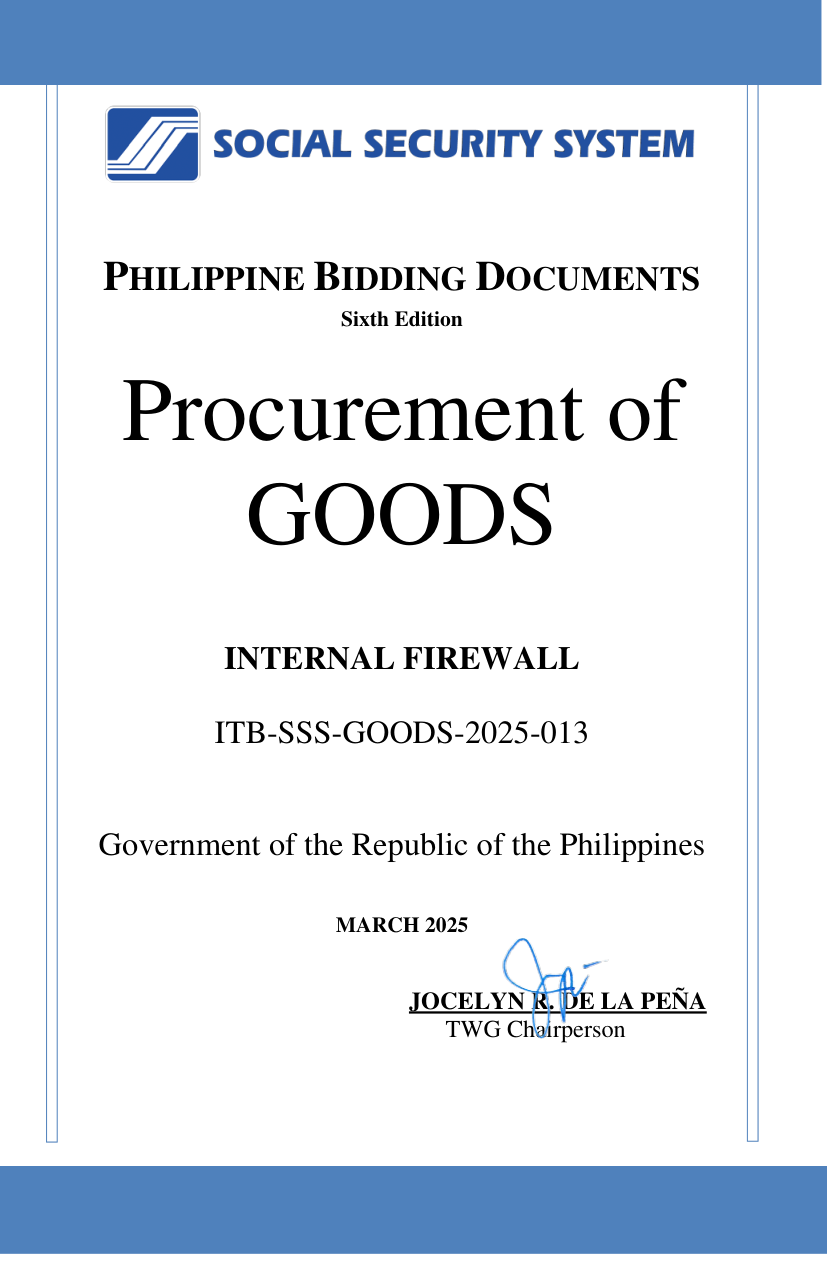 SOCIAL SECURITY SYSTEM
PHILIPPINE BIDDING DOCUMENTS
Sixth Edition
Procurement of
GOODS
INTERNAL FIREWALL
ITB-SSS-GOODS-2025-013
Government of the Republic of the Philippines
MARCH 2025
JOCELYN R. DE LA PEÑA
TWG Chairperson